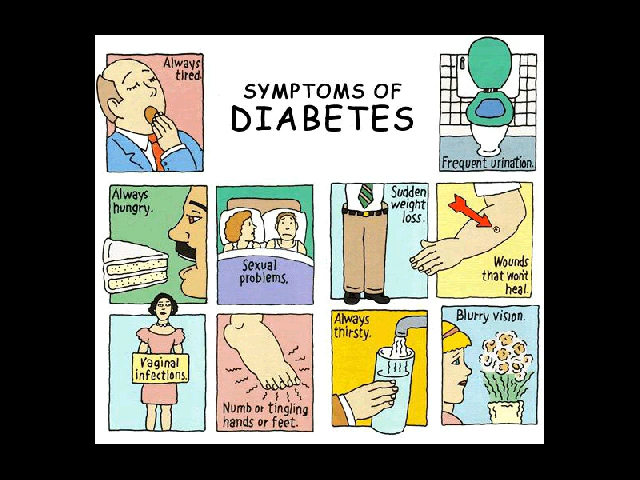 Always
tired.
SYMPTOMS OF
DIABETES
Frequent urination.
Always
hungry.
Sexual
problems.
Sudden
weight
loss.
Wounds
that won't
heal.
Vaginal
infections.
Numb or tingling
hands or feet.
Always
thirsty.
Blurry vision.